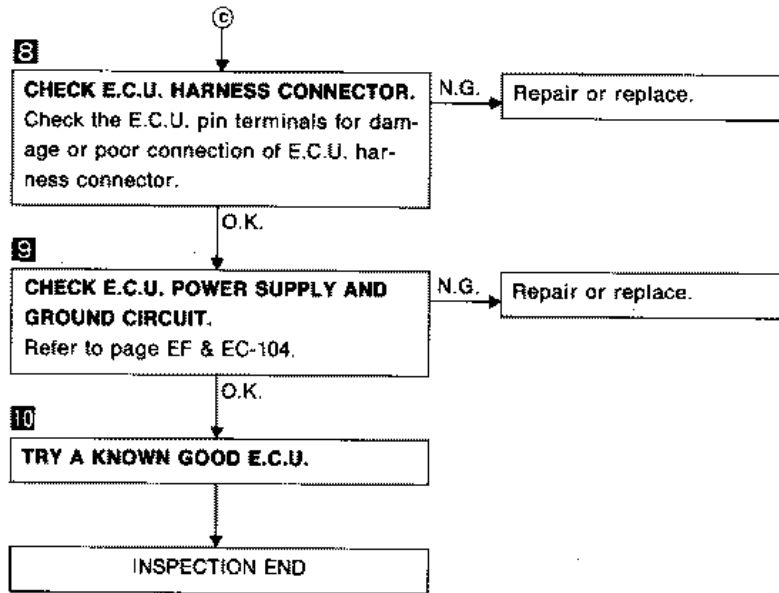 c
8
CHECK E.C.U. HARNESS CONNECTOR.
Check the E.C.U. pin terminals for dam-
age or poor connection of E.C.U. har-
ness connector.
N.G.
Repair or replace.
O.K.
9
CHECK E.C.U. POWER SUPPLY AND
GROUND CIRCUIT.
Refer to page EF & EC-104.
N.G.
Repair or replace.
O.K.
10
TRY A KNOWN GOOD E.C.U.
INSPECTION END